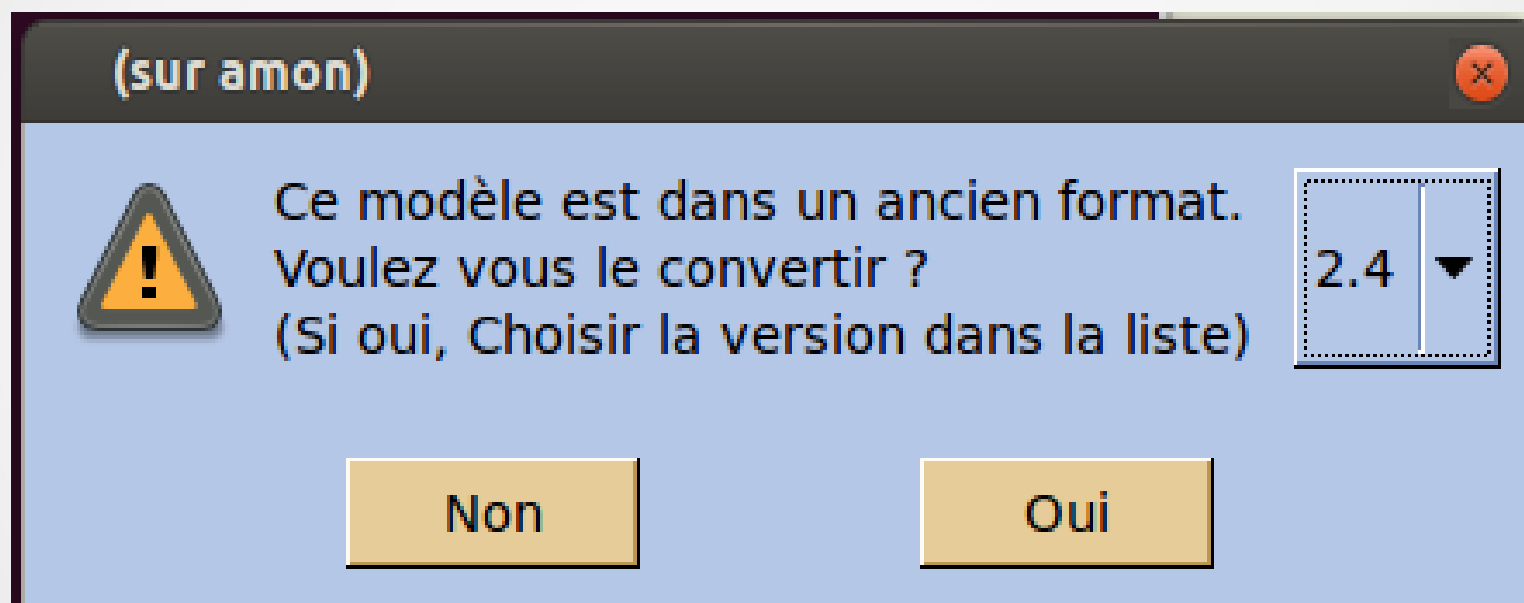 (sur amon)
Ce modèle est dans un ancien format.
Voulez vous le convertir ?
(Si oui, Choisir la version dans la liste)
2.4
Non
Oui